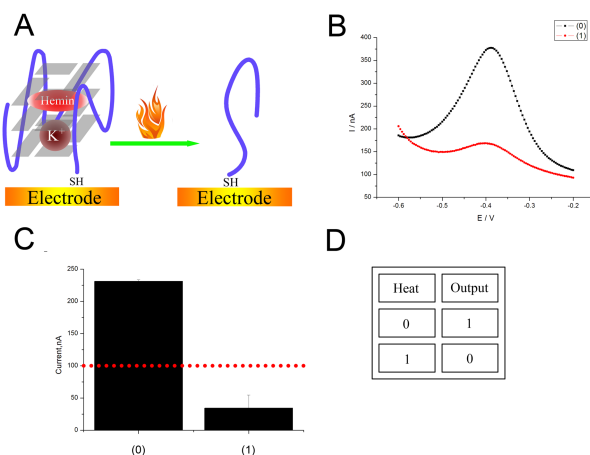 A
Hemin
K+
SH
Electrode
SH
Electrode
B
(0)
(1)
400
350
300
250
200
150
100
50
I / nA
-0.6
-0.5
-0.4
-0.3
-0.2
E / V
C
250
200
150
100
50
0
Current,nA
(0)
(1)
D
Heat Output
0 1
1 0